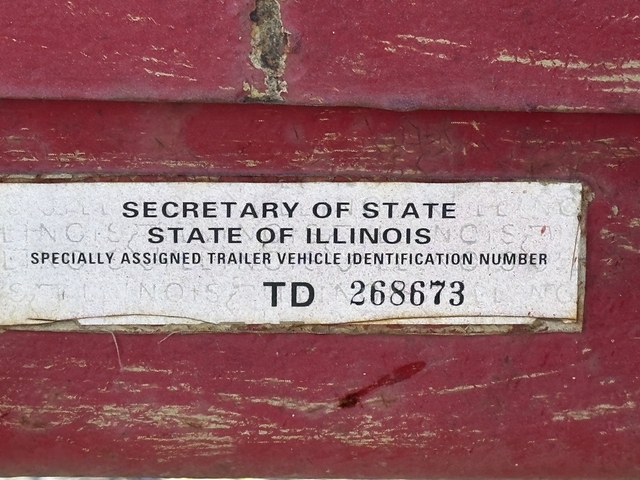 SECRETARY OF STATE
STATE OF ILLINOIS
SPECIALLY ASSIGNED TRAILER VEHICLE IDENTIFICATION NUMBER
TD 268673